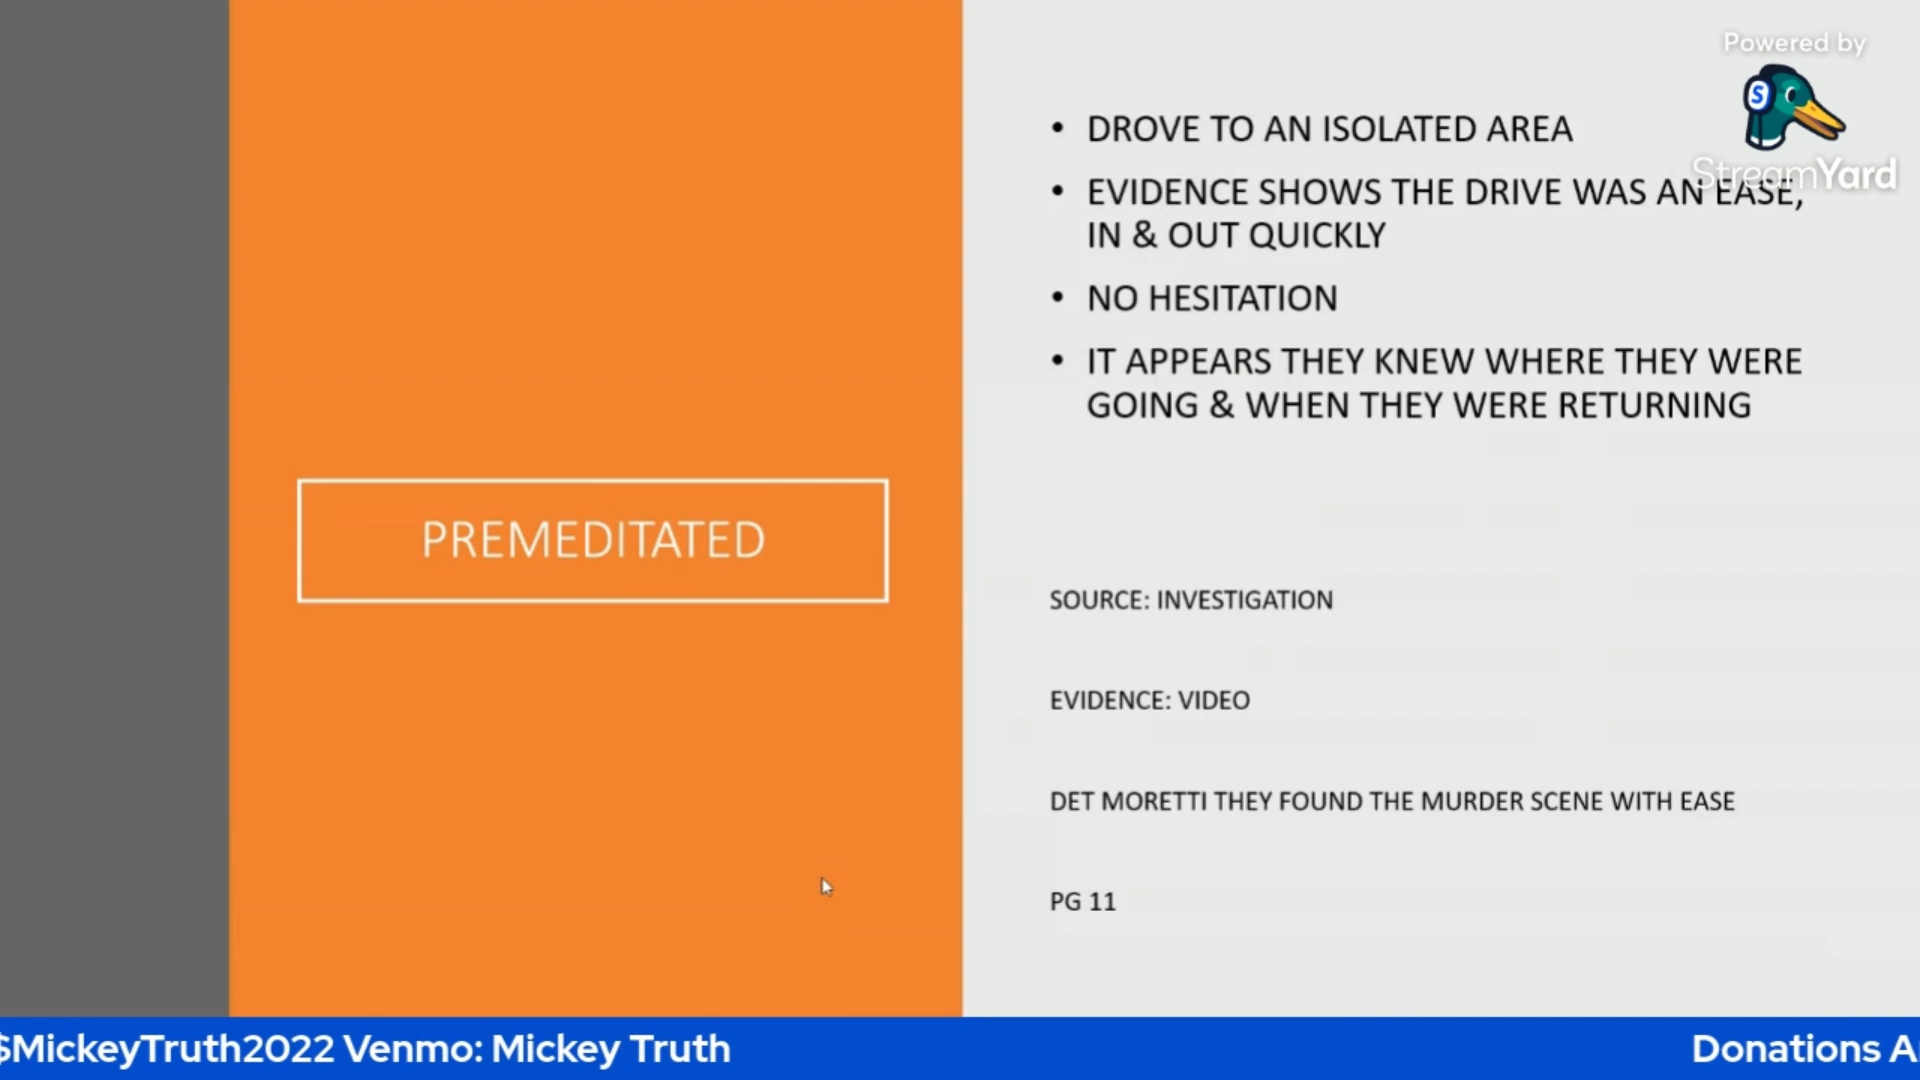 Powered by
StreamYard
• DROVE TO AN ISOLATED AREA
• EVIDENCE SHOWS THE DRIVE WAS AN EASE,
IN & OUT QUICKLY
• NO HESITATION
• IT APPEARS THEY KNEW WHERE THEY WERE
GOING & WHEN THEY WERE RETURNING
PREMEDITATED
SOURCE: INVESTIGATION
EVIDENCE: VIDEO
DET MORETTI THEY FOUND THE MURDER SCENE WITH EASE
PG 11
$MickeyTruth2022 Venmo: Mickey Truth
Donations